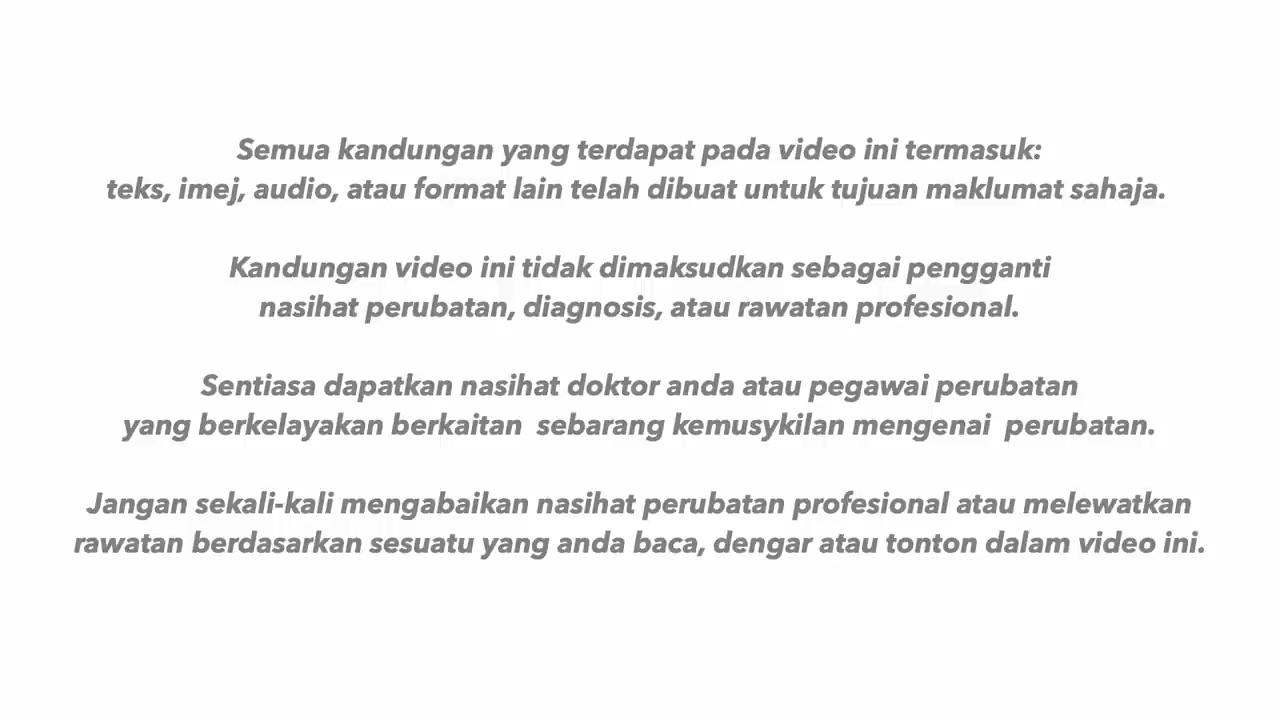 Semua kandungan yang terdapat pada video ini termasuk:
teks, imej, audio, atau format lain telah dibuat untuk tujuan maklumat sahaja.
Kandungan video ini tidak dimaksudkan sebagai pengganti
nasihat perubatan, diagnosis, atau rawatan profesional.
Sentiasa dapatkan nasihat doktor anda atau pegawai perubatan
yang berkelayakan berkaitan  sebarang kemusykilan mengenai  perubatan.
Jangan sekali-kali mengabaikan nasihat perubatan profesional atau melewatkan
rawatan berdasarkan sesuatu yang anda baca, dengar atau tonton dalam video ini.